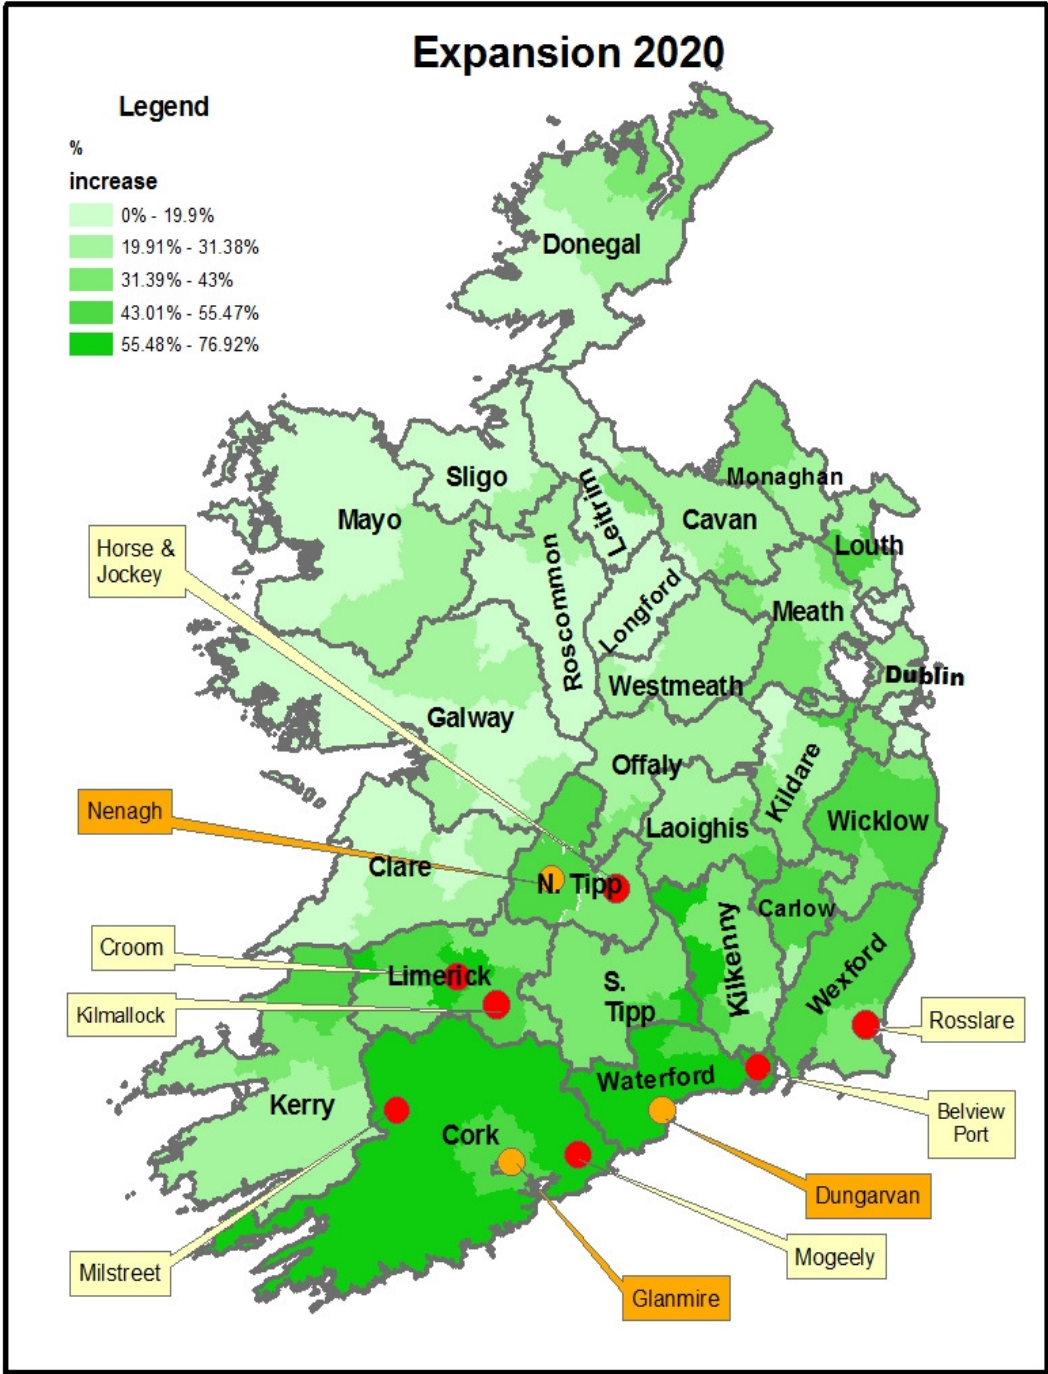 Expansion 2020
Legend
%
increase
0% - 19.9%
19.91% - 31.38%
31.39% - 43%
43.01% - 55.47%
55.48% - 76.92%
Donegal
Monaghan
Sligo
Leitrim
Mayo
Cavan
Louth
Horse &
Jockey
Roscommon
Longford
Meath
Westmeath
Dublin
Galway
Offaly
Kildare
Nenagh
Laoighis
Wicklow
Clare
N. Tipp
Carlow
Kilkenny
Croom
Limerick
S.
Tipp
Wexford
Kilmallock
Rosslare
Waterford
Kerry
Belview
Port
Cork
Dungarvan
Milstreet
Mogeely
Glanmire